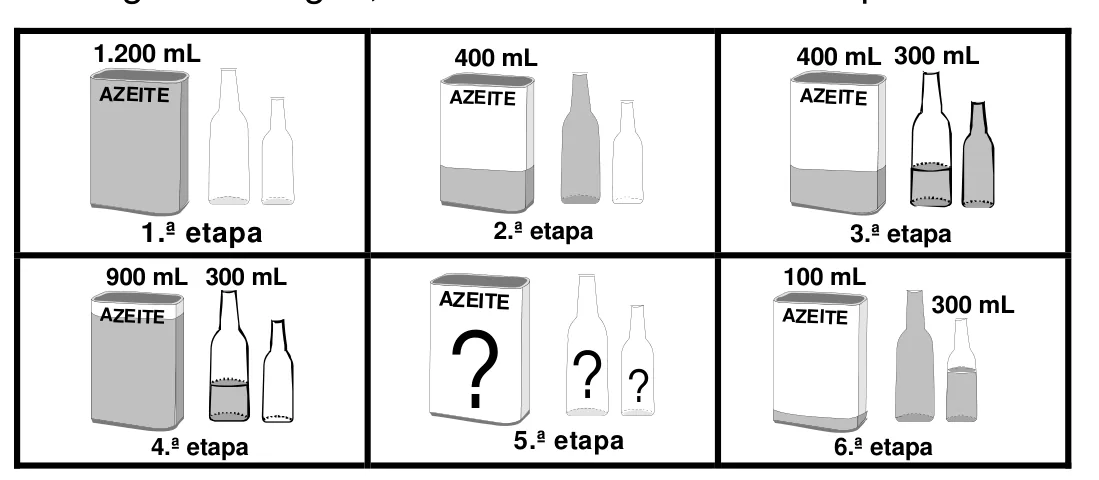 1.200 mL
AZEITE
1.ª etapa
400 mL
AZEITE
2.ª etapa
400 mL 300 mL
AZEITE
3.ª etapa
900 mL 300 mL
AZEITE
4.ª etapa
AZEITE
? ? ?
5.ª etapa
100 mL
300 mL
AZEITE
6.ª etapa